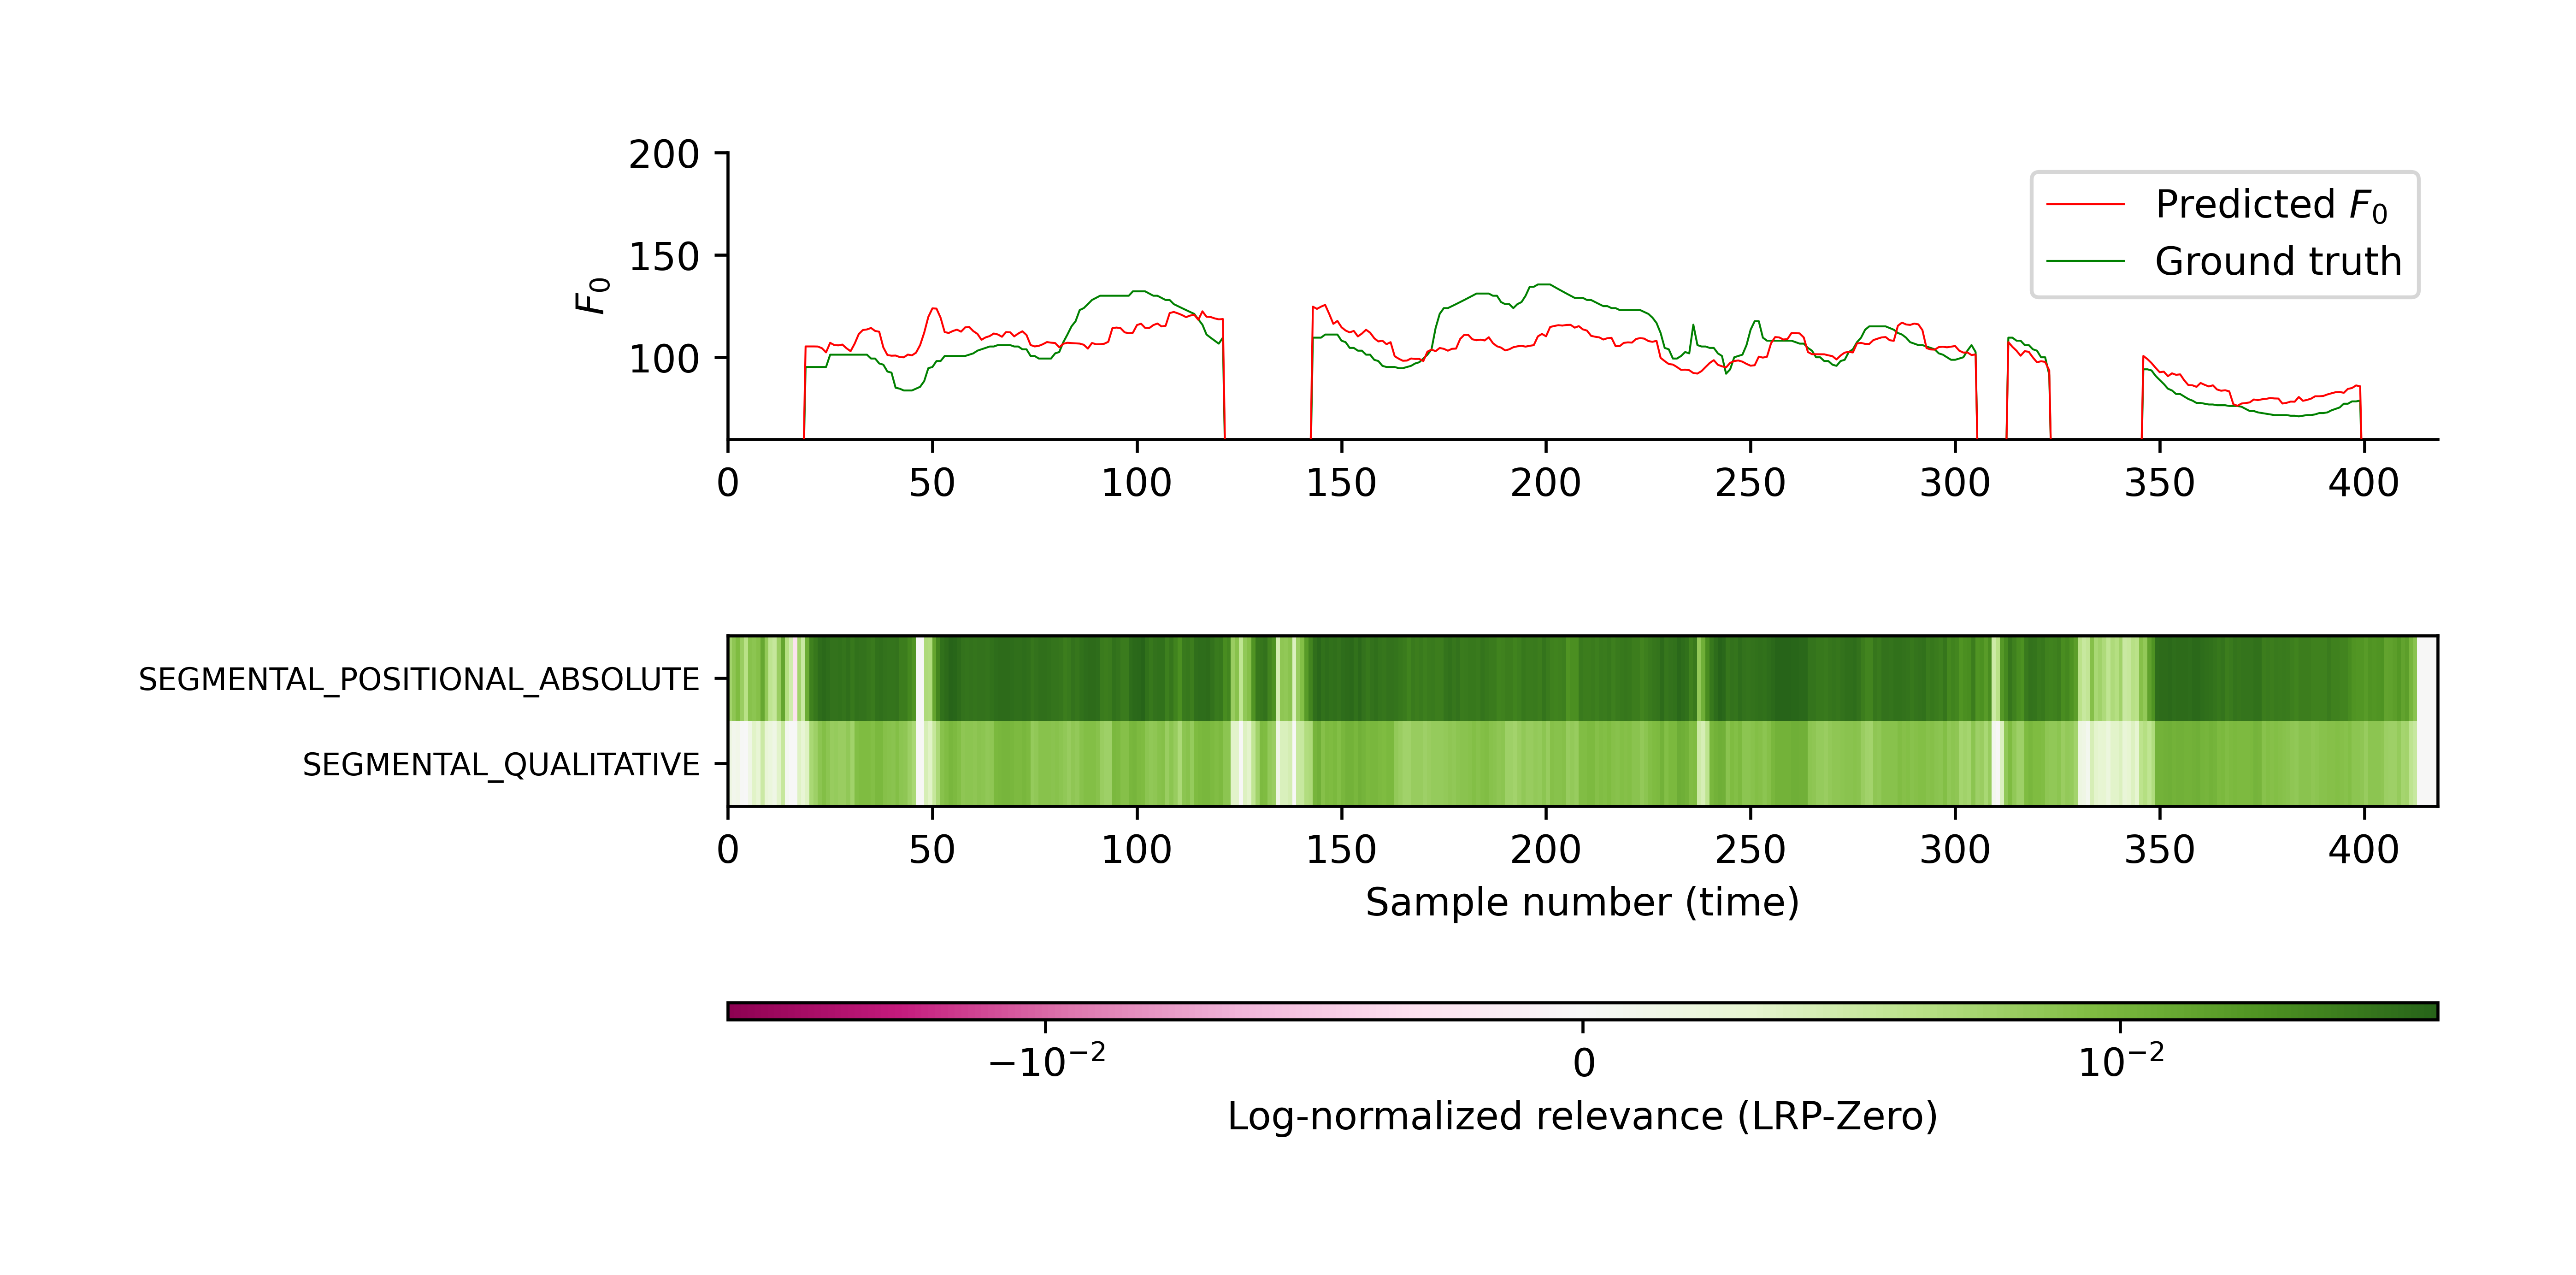 200
150
100
F₀
Predicted F₀
Ground truth
0 50 100 150 200 250 300 350 400
SEGMENTAL_POSITIONAL_ABSOLUTE
SEGMENTAL_QUALITATIVE
0 50 100 150 200 250 300 350 400
Sample number (time)
−10⁻² 0 10⁻²
Log-normalized relevance (LRP-Zero)